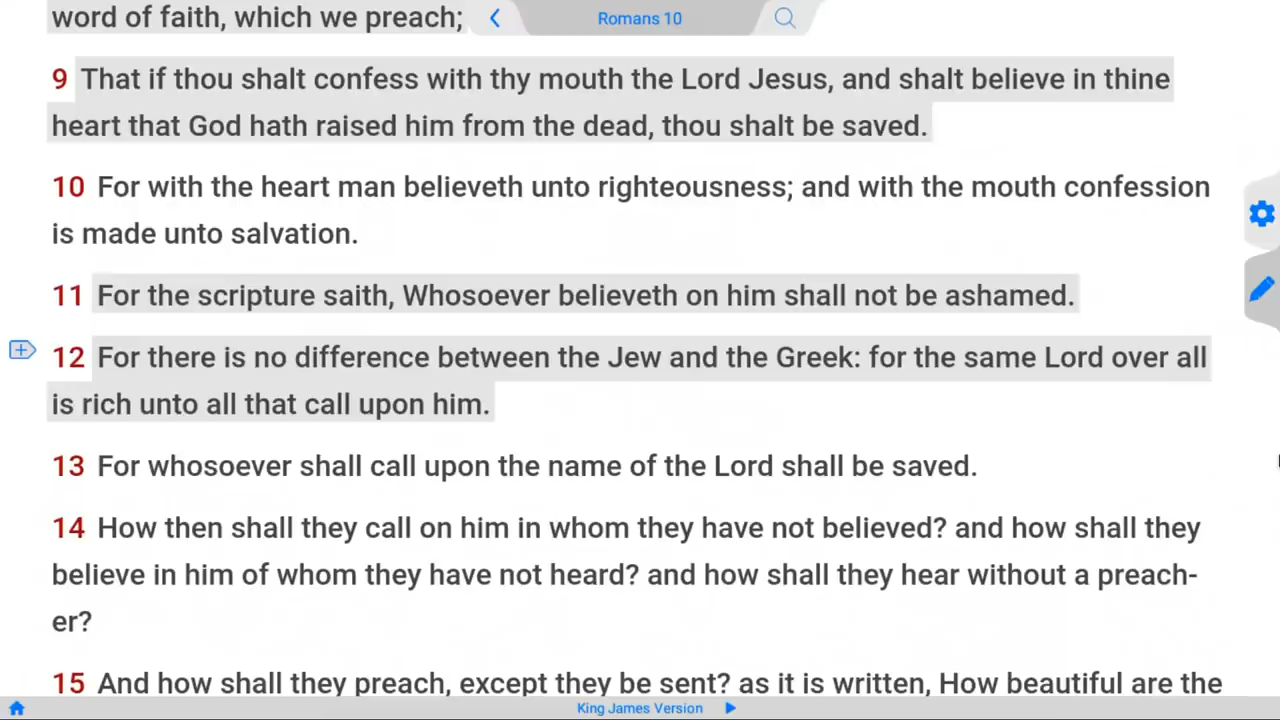 word of faith, which we preach;
Romans 10
9 That if thou shalt confess with thy mouth the Lord Jesus, and shalt believe in thine
heart that God hath raised him from the dead, thou shalt be saved.
10 For with the heart man believeth unto righteousness; and with the mouth confession
is made unto salvation.
11 For the scripture saith, Whosoever believeth on him shall not be ashamed.
12 For there is no difference between the Jew and the Greek: for the same Lord over all
is rich unto all that call upon him.
13 For whosoever shall call upon the name of the Lord shall be saved.
14 How then shall they call on him in whom they have not believed? and how shall they
believe in him of whom they have not heard? and how shall they hear without a preach-
er?
15 And how shall they preach, except they be sent? as it is written, How beautiful are the
King James Version